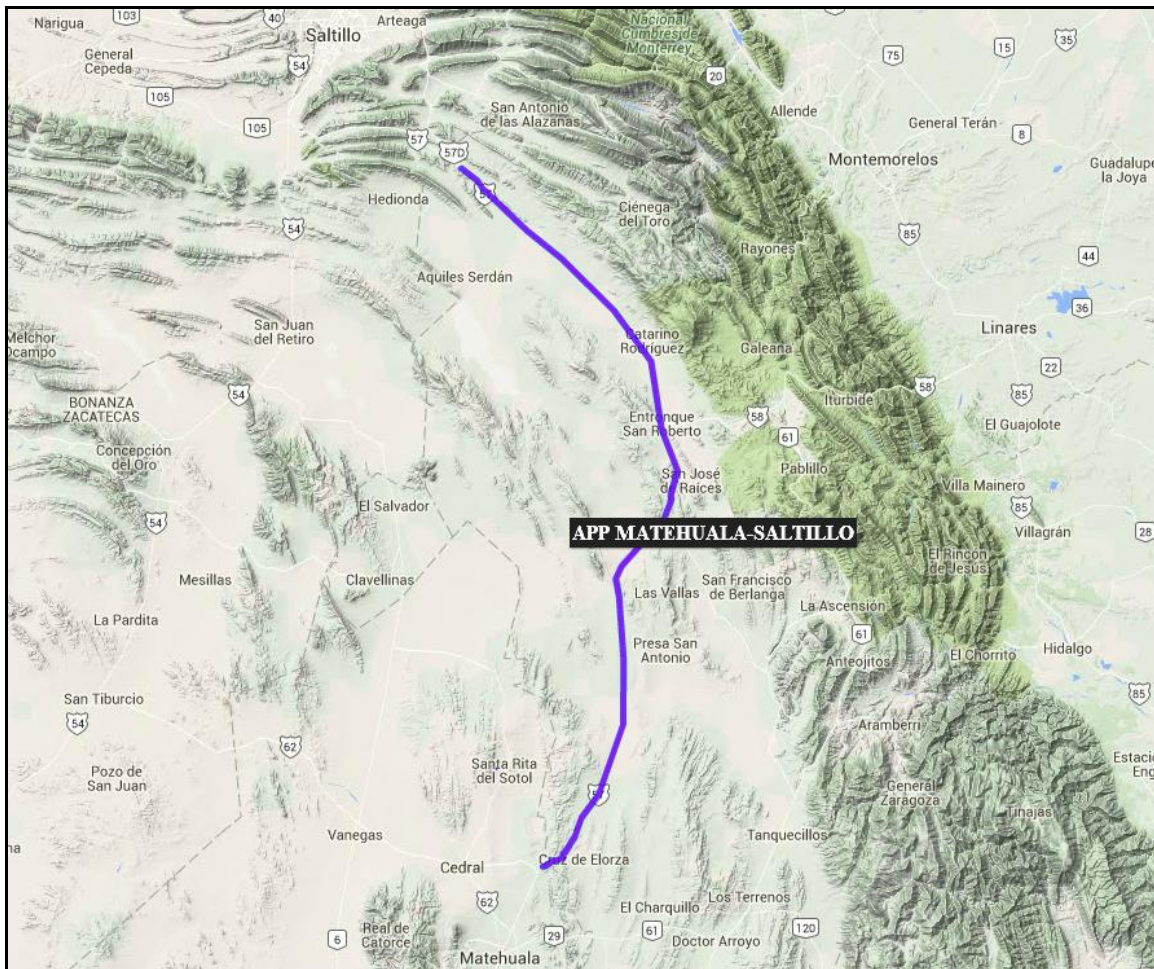 Narigua
103
40
Arteaga
Nacional
Cumbres de
Monterrey
Saltillo
General
Cepeda
54
105
105
75
15
35
20
Allende
San Antonio
de las Alazanas
General Terán
8
57
57D
Montemorelos
Guadalupe
la Joya
Hedionda
54
Ciénega
del Toro
85
Rayones
44
Aquiles Serdán
36
Linares
San Juan
del Retiro
Melchor
Ocampo
Catarino
Rodríguez
Galeana
22
54
58
Iturbide
85
BONANZA
ZACATECAS
Entronque
San Roberto
58
61
El Guajolote
Concepción
del Oro
San José
de Raíces
Pablillo
Villa Mainero
El Salvador
85
54
APP MATEHUALA-SALTILLO
Villagrán
28
El Rincon
de Jesús
Mesillas
Clavellinas
Las Vallas
San Francisco
de Berlanga
La Ascensión
La Pardita
61
Presa San
Antonio
Anteojitos
El Chorrito
Hidalgo
San Tiburcio
54
85
62
Aramberri
Santa Rita
del Sotol
Estació
Eng
Pozo de
San Juan
General
Zaragoza
Tinajas
57
Vanegas
Tanquecillos
Cedral
Cruz de Elorza
62
El Charquillo
Los Terrenos
Real de
Catorce
6
29
61
120
Matehuala
Doctor Arroyo